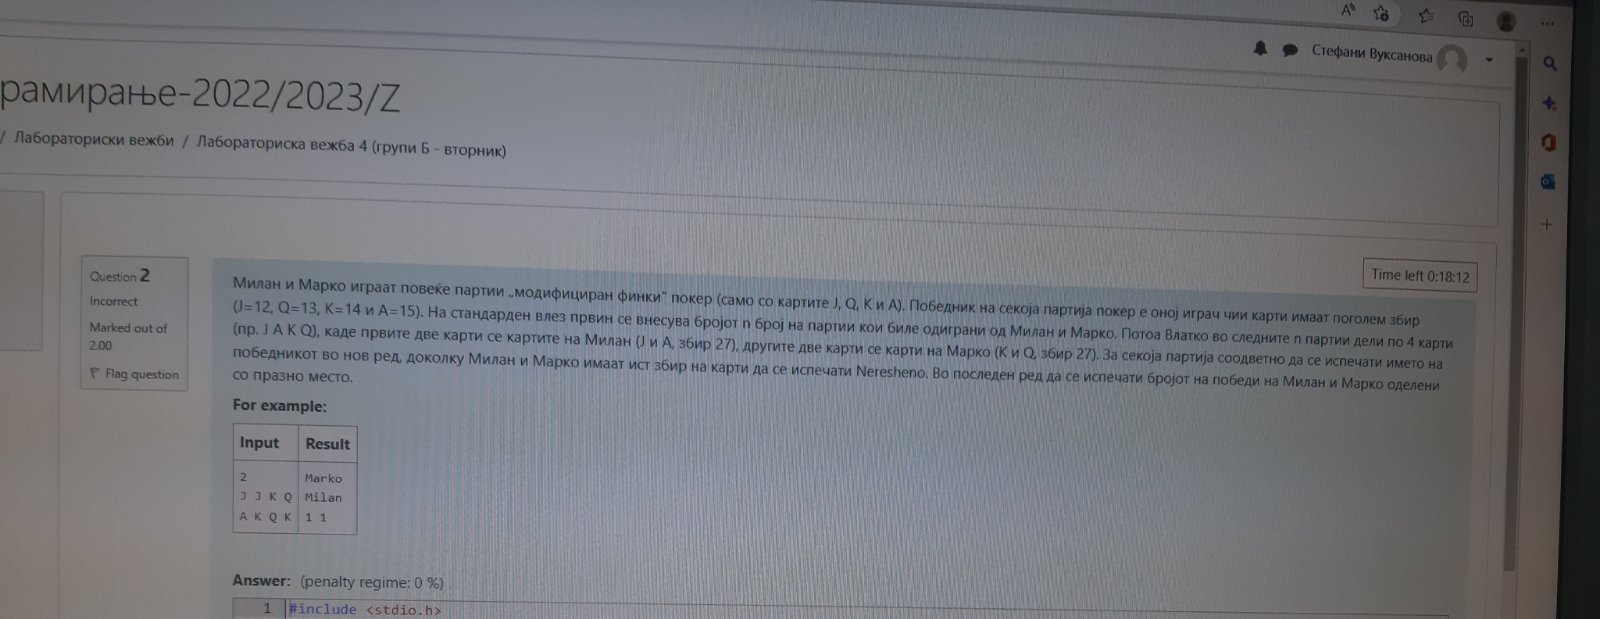 Стефани Вуксанова
рамирање-2022/2023/Z
/ Лабораториски вежби / Лабораториска вежба 4 (групи Б - вторник)
Question 2
Incorrect
Marked out of
2.00
Flag question
Time left 0:18:12
Милан и Марко играат повеќе партии „модифициран финки“ покер (само со картите J, Q, K и A). Победник на секоја партија покер е оној играч чии карти имаат поголем збир
(J=12, Q=13, K=14 и A=15). На стандарден влез првин се внесува бројот n број на партии кои биле одиграни од Милан и Марко. Потоа Влатко во следните n партии дели по 4 карти
(пр. J A K Q), каде првите две карти се картите на Милан (J и A, збир 27), другите две карти се карти на Марко (K и Q, збир 27). За секоја партија соодветно да се испечати името на
победникот во нов ред, доколку Милан и Марко имаат ист збир на карти да се испечати Neresheno. Во последен ред да се испечати бројот на победи на Милан и Марко оделени
со празно место.
For example:
Input Result
2 Marko
J J K Q Milan
A K Q K 1 1
Answer: (penalty regime: 0 %)
1 #include <stdio.h>